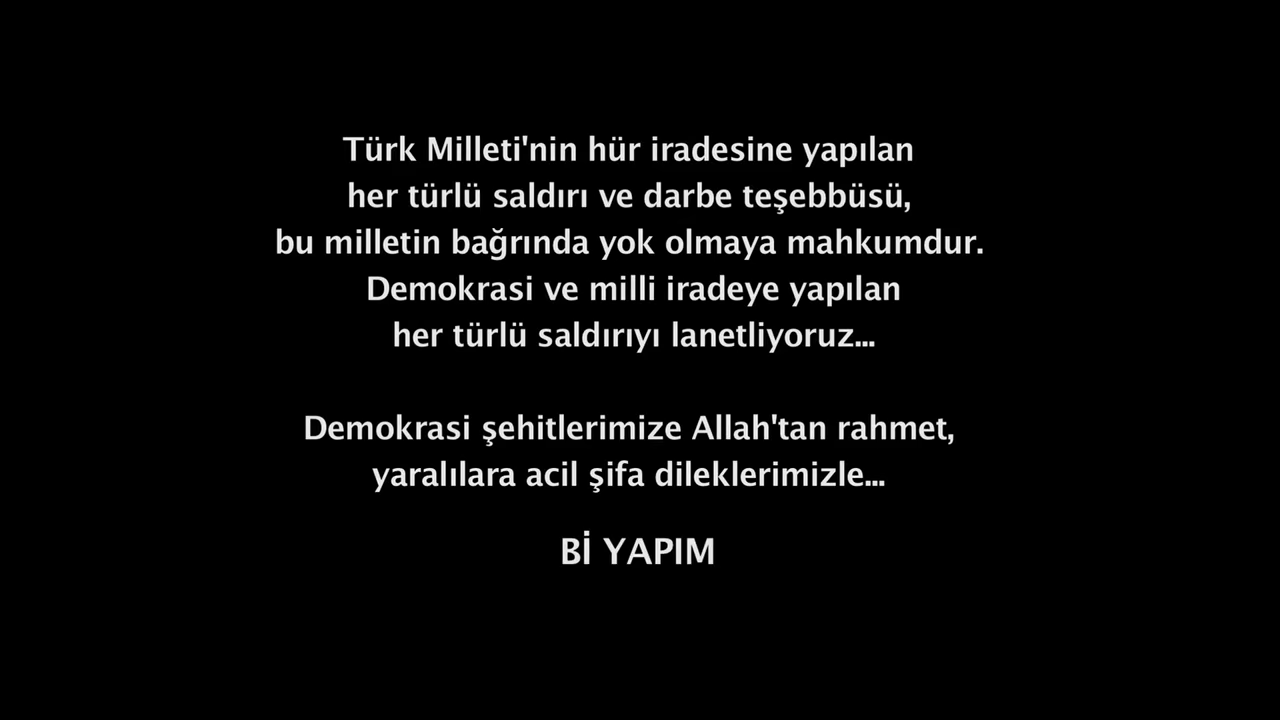 Türk Milleti'nin hür iradesine yapılan
her türlü saldırı ve darbe teşebbüsü,
bu milletin bağrında yok olmaya mahkumdur.
Demokrasi ve milli iradeye yapılan
her türlü saldırıyı lanetliyoruz...
Demokrasi şehitlerimize Allah'tan rahmet,
yaralılara acil şifa dileklerimizle...
Bİ YAPIM